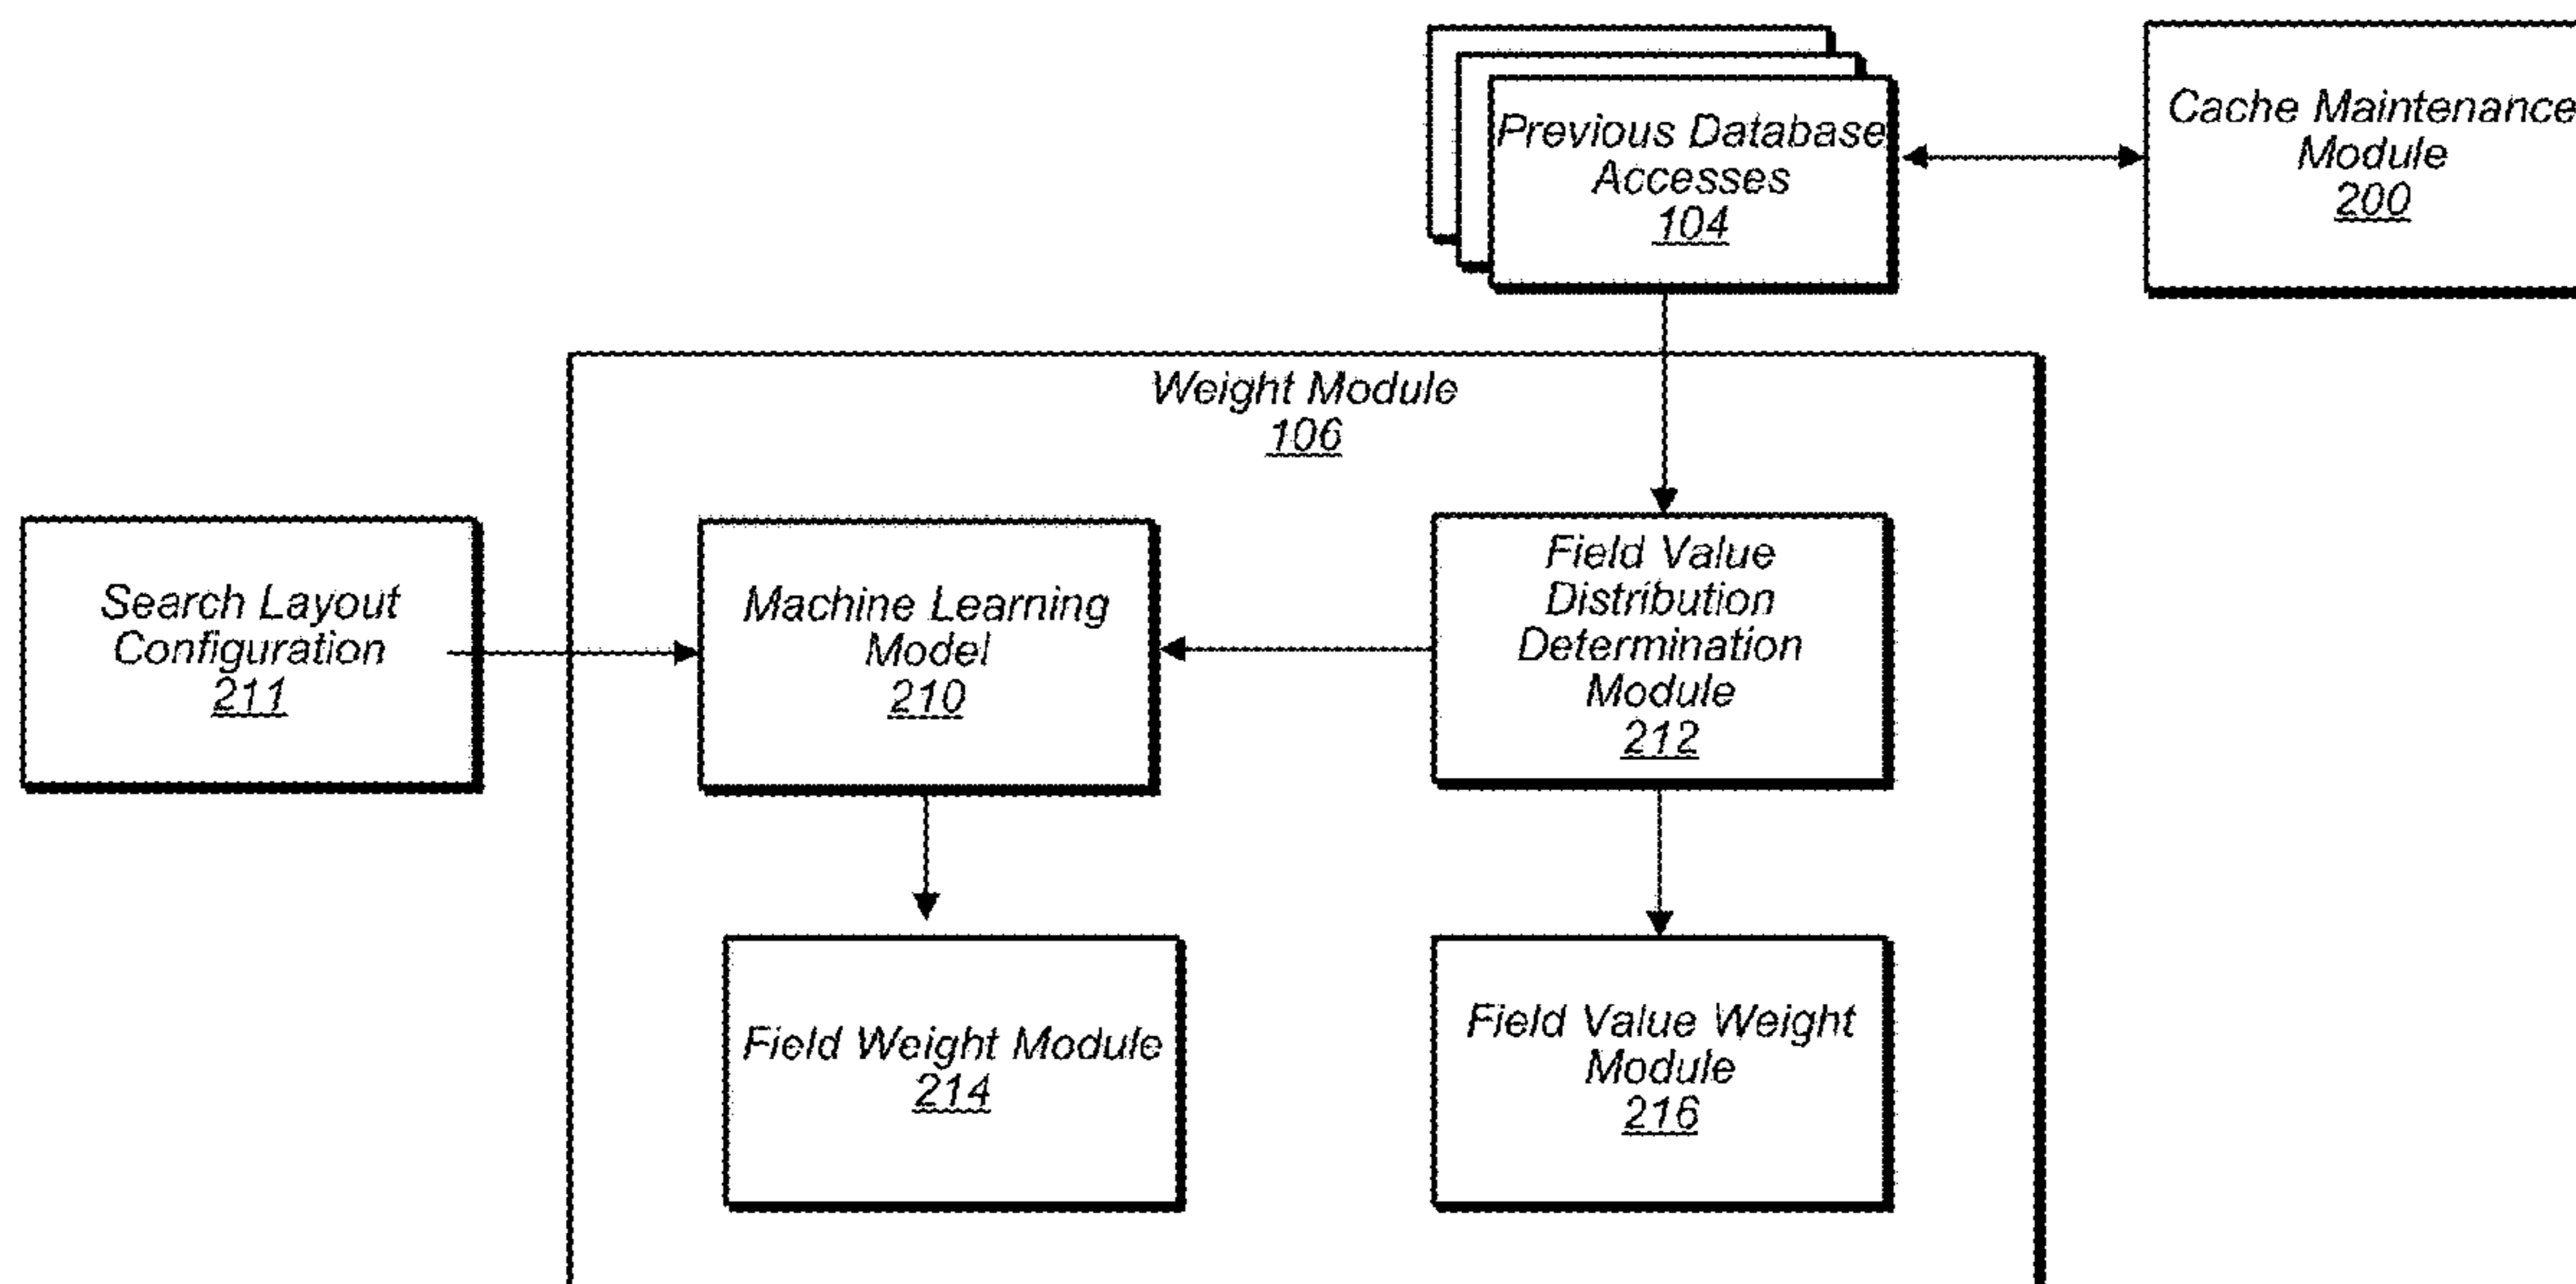 Previous Database
Accesses
104
Cache Maintenance
Module
200
Weight Module
106
Search Layout
Configuration
211
Machine Learning
Model
210
Field Value
Distribution
Determination
Module
212
Field Weight Module
214
Field Value Weight
Module
216